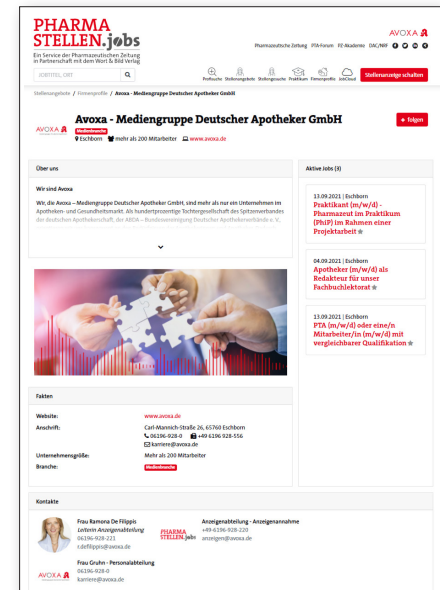 PHARMA
STELLEN.jobs
Ein Service der Pharmazeutischen Zeitung
in Partnerschaft mit dem Wort & Bild Verlag
AVOXA
Pharmazeutische Zeitung PTA-Forum PZ-Akademie DAC/NRF
JOBTITEL, ORT
Profisuche Stellenangebote Stellengesuche Praktikum Firmenprofile JobCloud Stellenanzeige schalten
Stellenangebote / Firmenprofile / Avoxa - Mediengruppe Deutscher Apotheker GmbH
AVOXA
Avoxa - Mediengruppe Deutscher Apotheker GmbH
+ folgen
Medienbranche
Eschborn mehr als 200 Mitarbeiter www.avoxa.de
Über uns
Wir sind Avoxa
Wir, die Avoxa – Mediengruppe Deutscher Apotheker GmbH, sind mehr als nur ein Unternehmen im
Apotheken- und Gesundheitsmarkt. Als hundertprozentige Tochtergesellschaft des Spitzenverbandes
der deutschen Apothekerschaft, der ABDA – Bundesvereinigung Deutscher Apothekerverbände e. V.,
Aktive Jobs (3)
13.09.2021 | Eschborn
Praktikant (m/w/d) -
Pharmazeut im Praktikum
(PhiP) im Rahmen einer
Projektarbeit
04.09.2021 | Eschborn
Apotheker (m/w/d) als
Redakteur für unser
Fachbuchlektorat
13.09.2021 | Eschborn
PTA (m/w/d) oder eine/n
Mitarbeiter/in (m/w/d) mit
vergleichbarer Qualifikation
Fakten
Website: www.avoxa.de
Anschrift: Carl-Mannich-Straße 26, 65760 Eschborn
06196-928-0 +49 6196 928-556
karriere@avoxa.de
Unternehmensgröße: Mehr als 200 Mitarbeiter
Branche: Medienbranche
Kontakte
Frau Ramona De Filippis
Leiterin Anzeigenabteilung
06196-928-221
r.defilippis@avoxa.de
PHARMA
STELLEN.jobs
Anzeigenabteilung - Anzeigenannahme
+49-6196-928-220
anzeigen@avoxa.de
AVOXA
Frau Gruhn - Personalabteilung
06196-928-0
karriere@avoxa.de